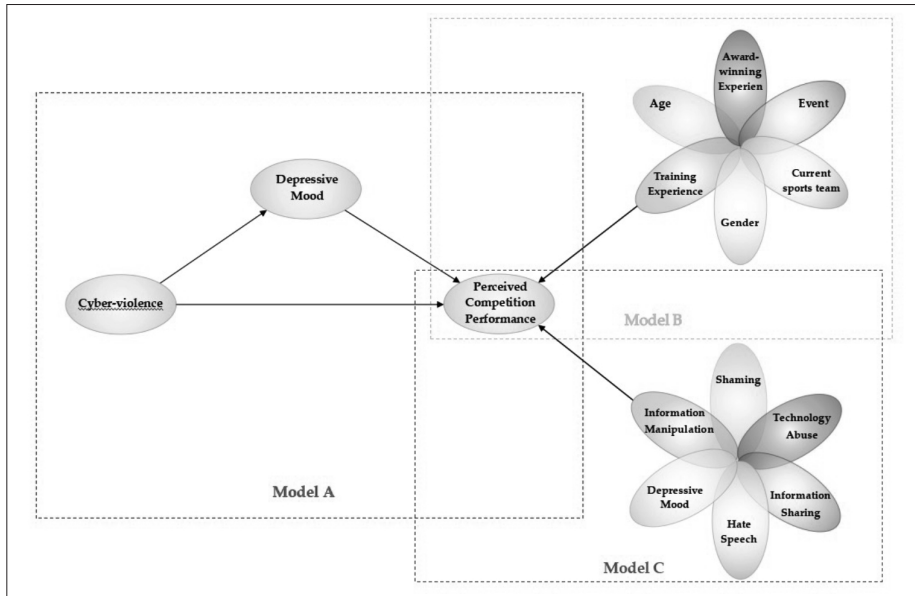 Depressive
Mood
Cyber-violence
Perceived
Competition
Performance
Model A
Award-
winning
Experien
Age
Event
Training
Experience
Current
sports team
Gender
Model B
Shaming
Information
Manipulation
Technology
Abuse
Depressive
Mood
Information
Sharing
Hate
Speech
Model C